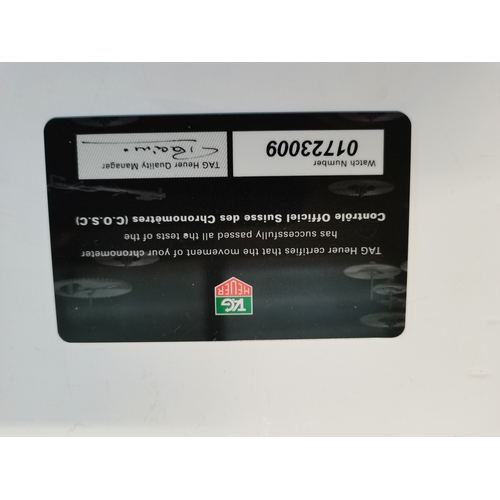 TAG
HEUER
TAG Heuer certifies that the movement of your chronometer
has successfully passed all the tests of the
Contrôle Officiel Suisse des Chronomètres (C.O.S.C)
Watch Number
01723009
TAG Heuer Quality Manager